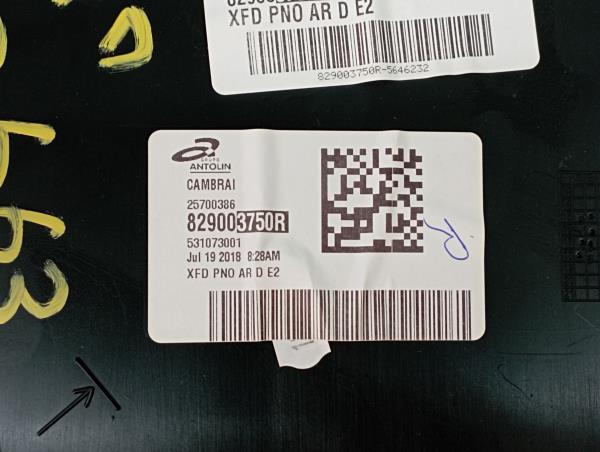 XFD PNO AR D E2
829003750R-5646232
GRUPO
ANTOLIN
CAMBRAI
25700386
829003750R
531073001
Jul 19 2018 8:28AM
XFD PNO AR D E2